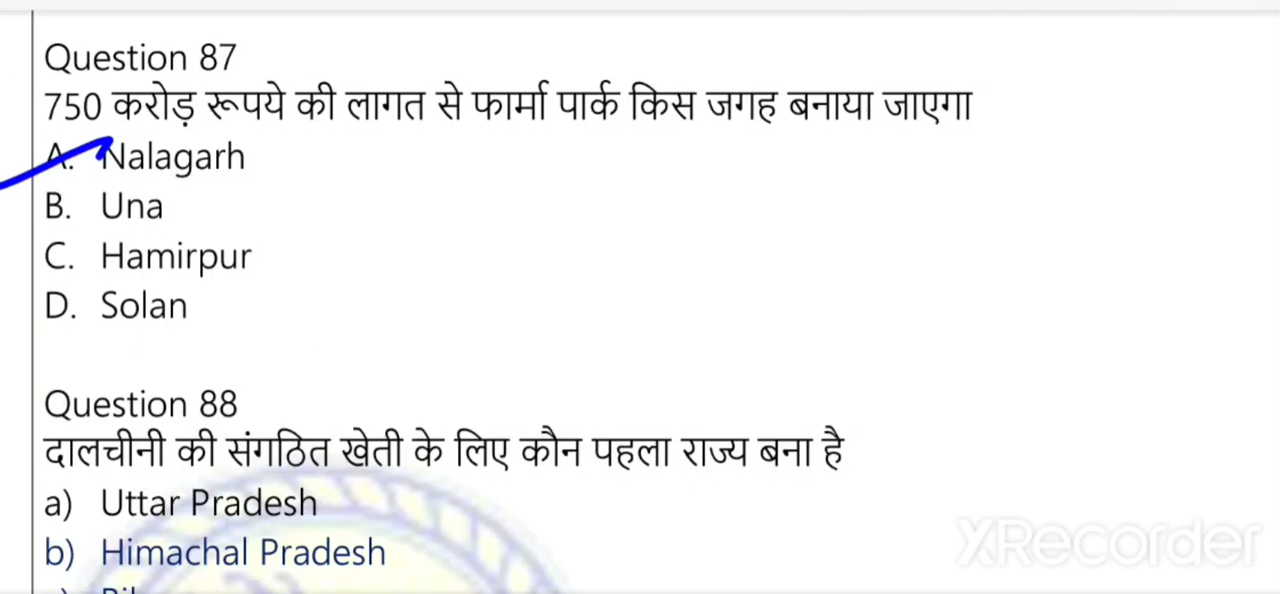 Question 87
750 करोड़ रूपये की लागत से फार्मा पार्क किस जगह बनाया जाएगा
A. Nalagarh
B. Una
C. Hamirpur
D. Solan
Question 88
दालचीनी की संगठित खेती के लिए कौन पहला राज्य बना है
a) Uttar Pradesh
b) Himachal Pradesh
XRecorder